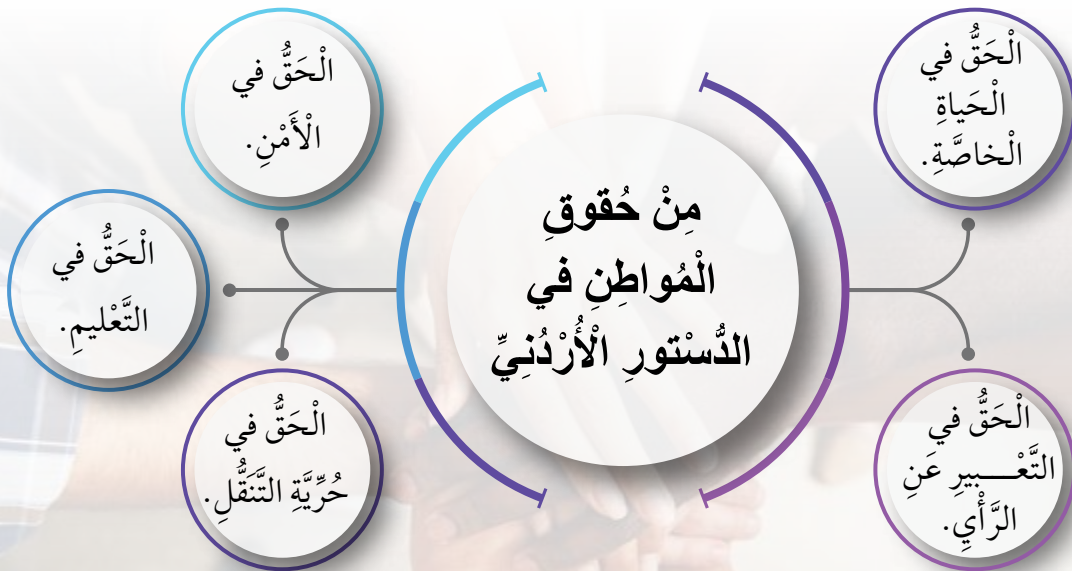 مِنْ حُقوقِ
الْمُواطِنِ في
الدُّسْتورِ الْأُرْدُنِيِّ
الْحَقُّ في
الْحَياةِ
الْخاصَّةِ.
الْحَقُّ في
التَّعْـــبيرِ عَنِ
الرَّأْيِ.
الْحَقُّ في
الْأَمْنِ.
الْحَقُّ في
التَّعْليمِ.
الْحَقُّ في
حُرِّيَّةِ التَّنَقُّلِ.